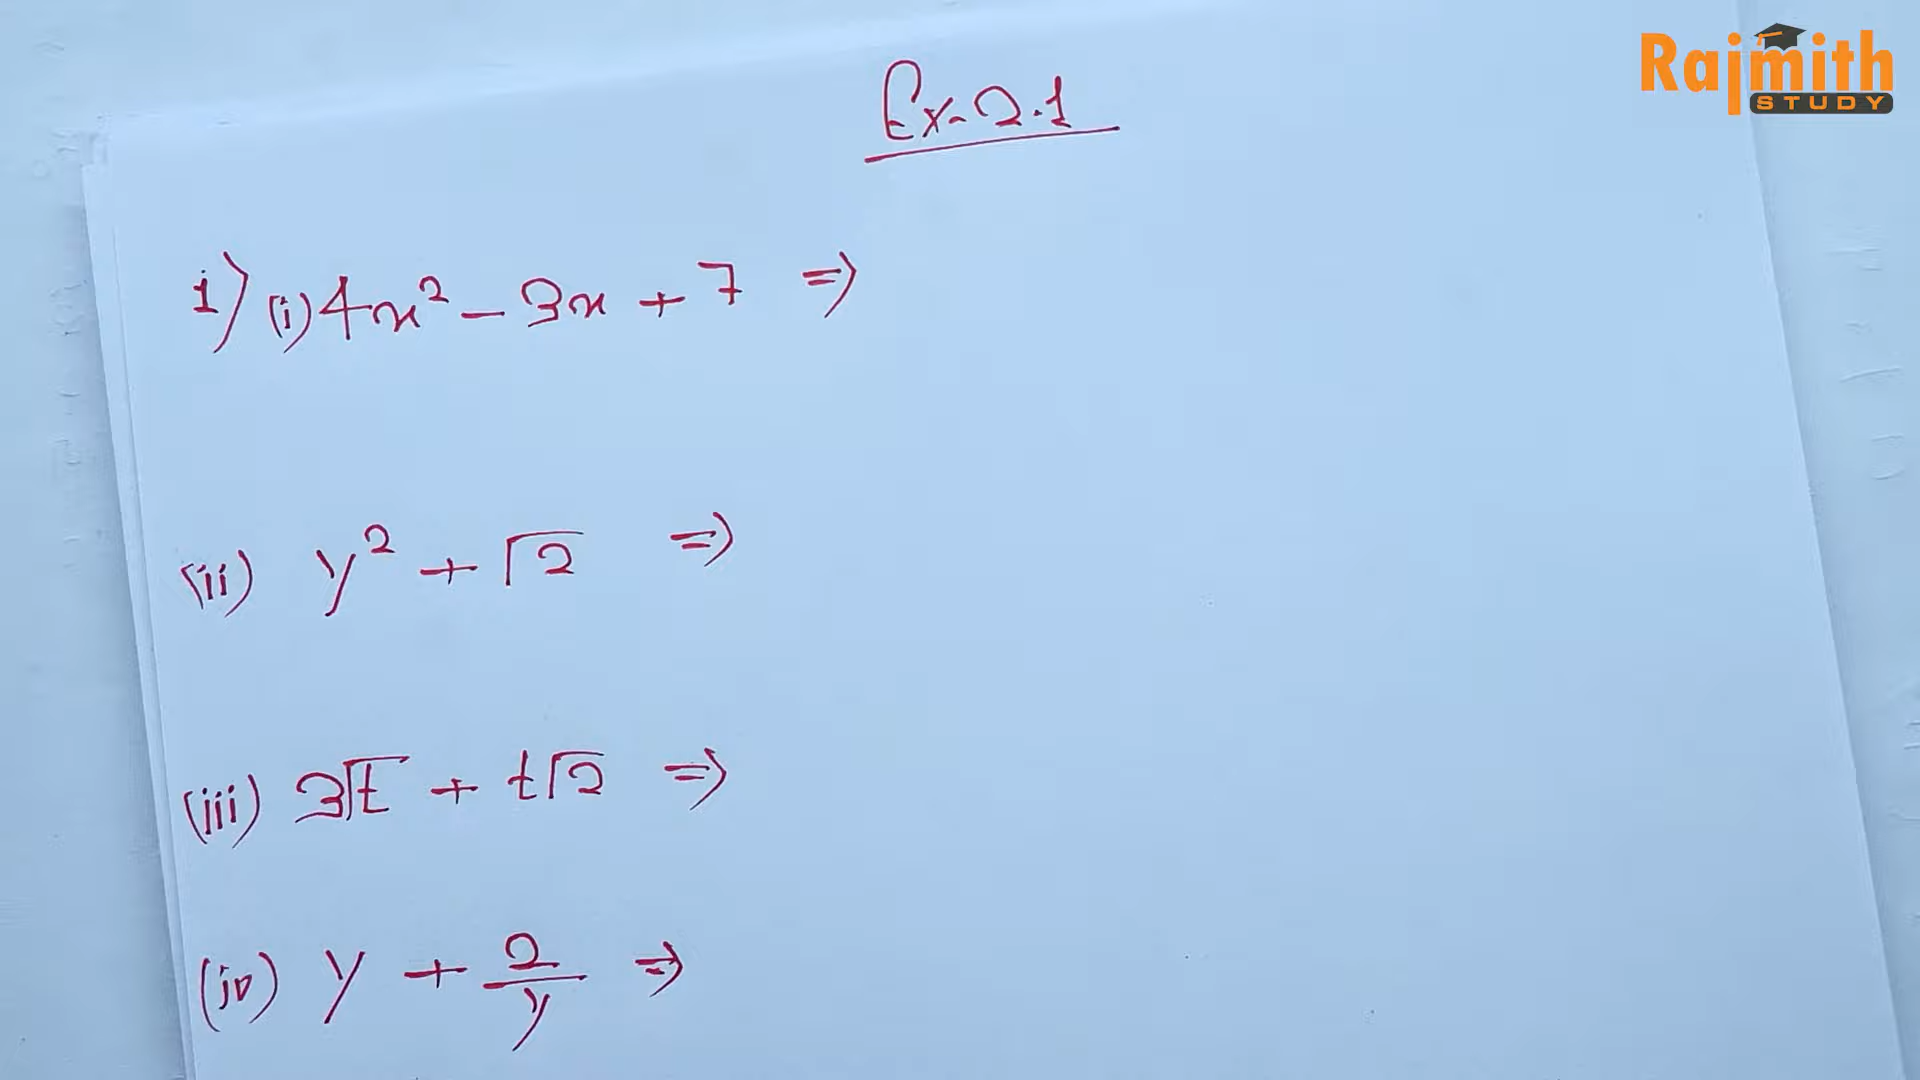 Rajmith
STUDY
Ex-2.1
1) (i) 4x² - 3x + 7 ⇒
(ii) y² + √2 ⇒
(iii) 3√t + t√2 ⇒
(iv) y + 2/y ⇒